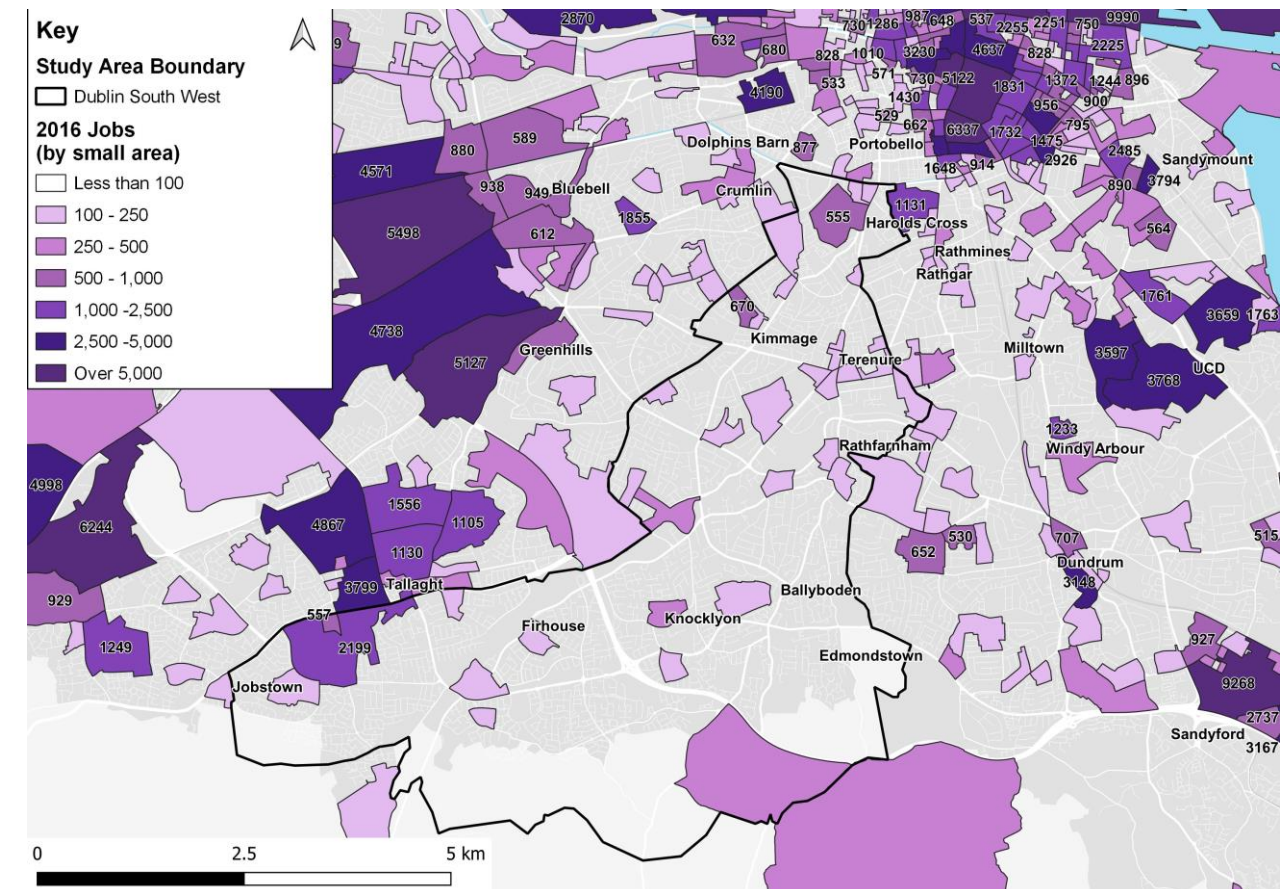 Key
Study Area Boundary
Dublin South West
2016 Jobs
(by small area)
Less than 100
100 - 250
250 - 500
500 - 1,000
1,000 -2,500
2,500 -5,000
Over 5,000
2870
730 1286 987 648 537 2255 2251 750 9990
9 632 680 828 1010 3230 4637 828 2225
4190 533 571 730 5122 1831 1372 1244 896
1430 956 900
589 529 662 6337 1732 1475 795
880 Dolphins Barn 877 Portobello 2926 2485 Sandymount
4571 1648 914
938 949 Bluebell Crumlin 890 3794
5498 612 1855 555 1131 564
Harolds Cross
Rathmines
Rathgar
670 1761 3659 1763
4738 Kimmage
5127 Greenhills Terenure Milltown 3597 3768 UCD
1233
Rathfarnham Windy Arbour
4998
6244 4867 1556 1105
1130 652 530 707 515
Dundrum
3799 Tallaght Ballyboden 3148
929 557 Firhouse Knocklyon
1249 2199 Edmondstown 927
Jobstown 9268
2737
Sandyford 3167
0 2.5 5 km